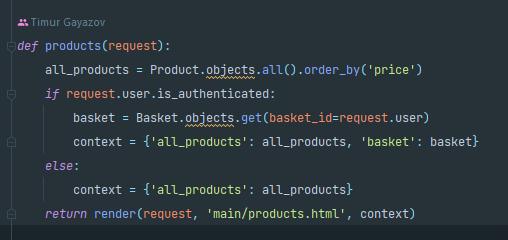 Timur Gayazov
def products(request):
    all_products = Product.objects.all().order_by('price')
    if request.user.is_authenticated:
        basket = Basket.objects.get(basket_id=request.user)
        context = {'all_products': all_products, 'basket': basket}
    else:
        context = {'all_products': all_products}
    return render(request, 'main/products.html', context)